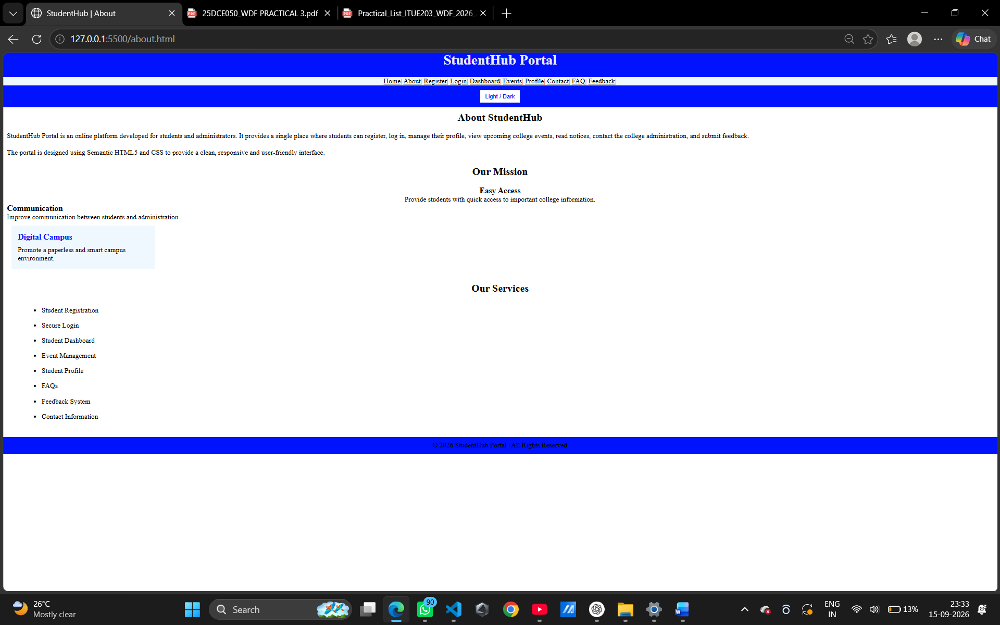 StudentHub | About
25DCE050_WDF PRACTICAL 3.pdf
Practical_List_ITUE203_WDF_2026_
127.0.0.1:5500/about.html
Chat
StudentHub Portal
Home| About| Register| Login| Dashboard| Events| Profile| Contact| FAQ| Feedback|
Light / Dark
About StudentHub
StudentHub Portal is an online platform developed for students and administrators. It provides a single place where students can register, log in, manage their profile, view upcoming college events, read notices, contact the college administration, and submit feedback.
The portal is designed using Semantic HTML5 and CSS to provide a clean, responsive and user-friendly interface.
Our Mission
Easy Access
Provide students with quick access to important college information.
Communication
Improve communication between students and administration.
Digital Campus
Promote a paperless and smart campus
environment.
Our Services
• Student Registration
• Secure Login
• Student Dashboard
• Event Management
• Student Profile
• FAQs
• Feedback System
• Contact Information
© 2026 StudentHub Portal | All Rights Reserved
26°C
Mostly clear
Search
90
ENG
IN
13%
23:33
15-09-2026